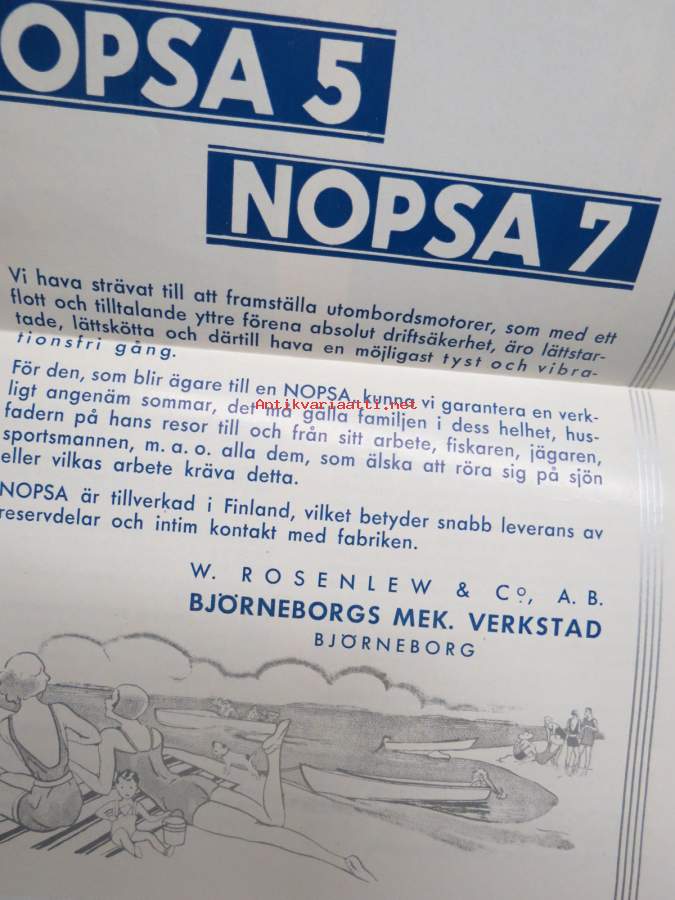 OPSA 5
NOPSA 7
Vi hava strävat till att framställa utombordsmotorer, som med ett
flott och tilltalande yttre förena absolut driftsäkerhet, äro lättstar-
tade, lättskötta och därtill hava en möjligast tyst och vibra-
tionsfri gång.
För den, som blir ägare till en NOPSA, kunna vi garantera en verk-
ligt angenäm sommar, det må gälla familjen i dess helhet, hus-
fadern på hans resor till och från sitt arbete, fiskaren, jägaren,
sportsmannen, m. a. o. alla dem, som älska att röra sig på sjön
eller vilkas arbete kräva detta.
NOPSA är tillverkad i Finland, vilket betyder snabb leverans av
reservdelar och intim kontakt med fabriken.
W. ROSENLEW & Co, A. B.
BJÖRNEBORGS MEK. VERKSTAD
BJÖRNEBORG
Antikvariaatti.net